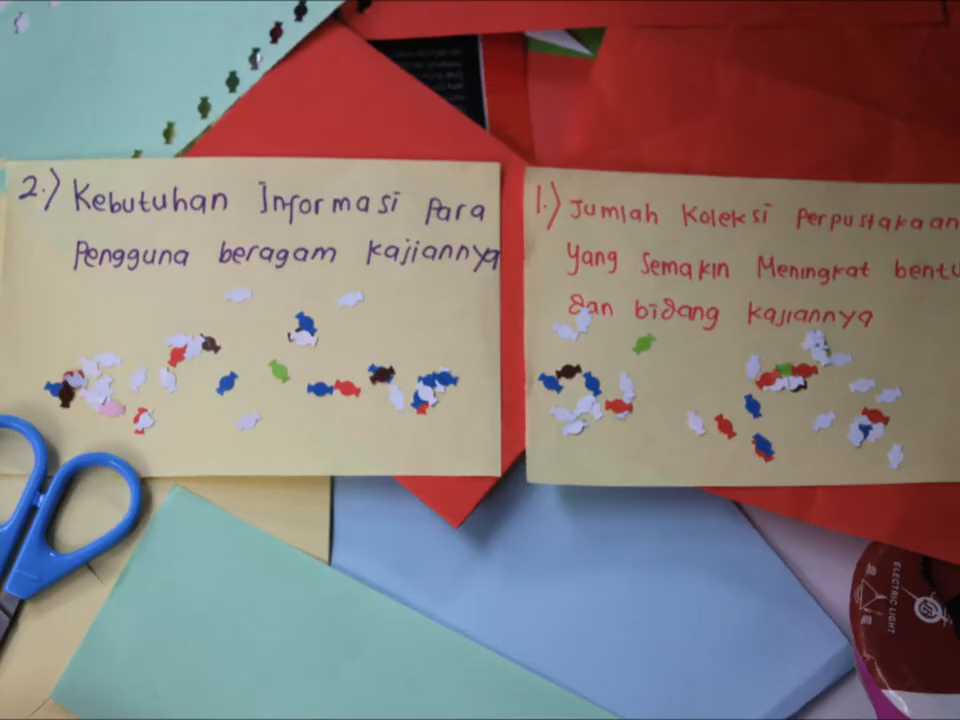 2.) Kebutuhan Informasi Para
Pengguna beragam kajiannya
1.) Jumlah Koleksi Perpustakaan
Yang Semakin Meningkat
dan bidang kajiannya
ELECTRIC LIGHT